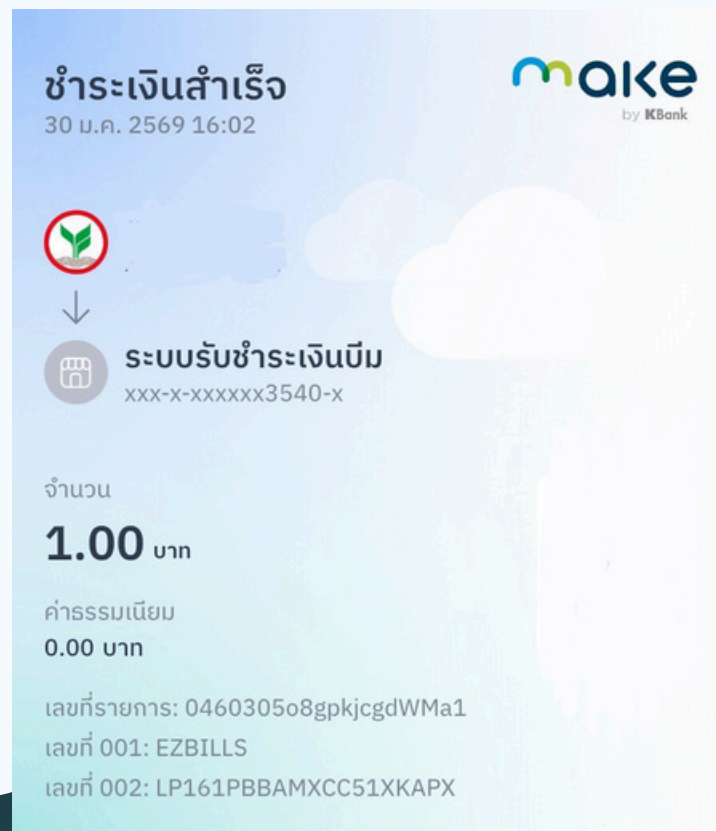 ชำระเงินสำเร็จ
30 ม.ค. 2569 16:02
make
by KBank
ระบบรับชำระเงินบีม
xxx-x-xxxxxx3540-x
จำนวน
1.00 บาท
ค่าธรรมเนียม
0.00 บาท
เลขที่รายการ: 0460305o8gpkjcgdWMa1
เลขที่ 001: EZBILLS
เลขที่ 002: LP161PBBAMXCC51XKAPX